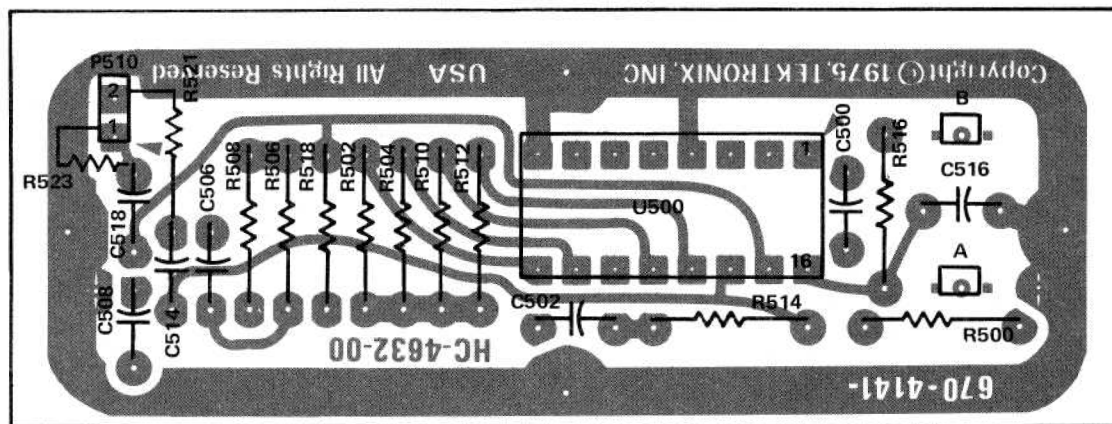 P510
2
1
R521
Copyright © 1975, TEKTRONIX, INC
USA
All Rights Reserved
R523
C518
C508
C514
C506
R508
R506
R518
R502
R504
R510
R512
U500
1
16
C500
R516
B
C516
A
C502
R514
R500
HC-4632-00
670-4141-